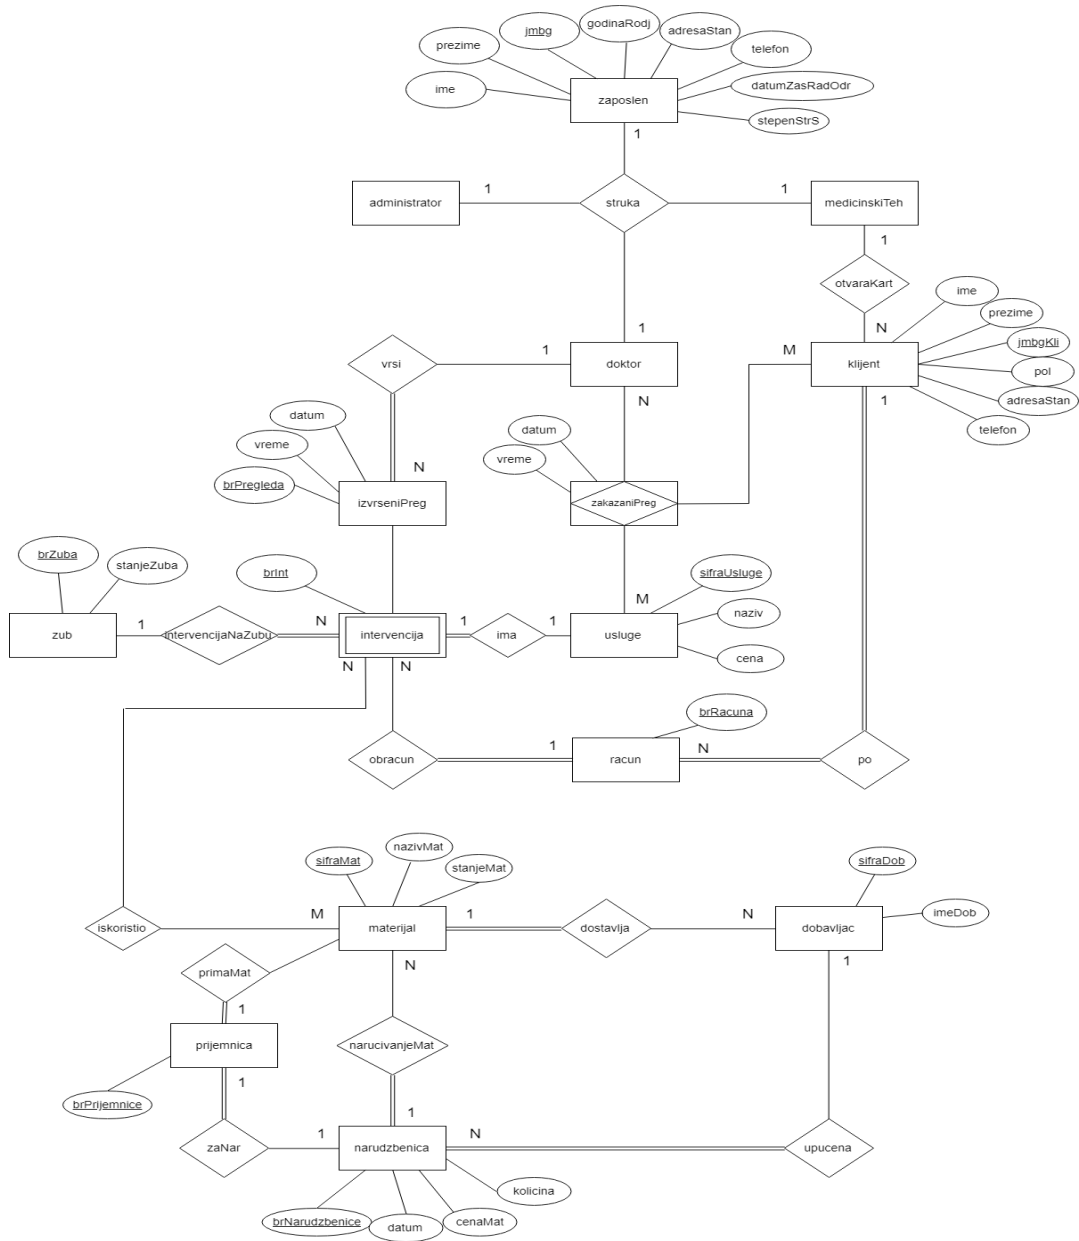 godinaRodj
jmbg
adresaStan
prezime
telefon
ime
zaposlen
datumZasRadOdr
stepenStrS
1
administrator
1
struka
1
medicinskiTeh
1
otvaraKart
ime
prezime
N
1
vrsi
1
doktor
M
klijent
jmbgKli
pol
1
adresaStan
N
telefon
datum
datum
vreme
vreme
N
brPregleda
izvrseniPreg
zakazaniPreg
brZuba
stanjeZuba
brInt
sifraUsluge
M
naziv
zub
1
intervencijaNaZubu
N
intervencija
1
ima
1
usluge
cena
N
N
brRacuna
obracun
1
racun
N
po
nazivMat
sifraMat
stanjeMat
sifraDob
imeDob
iskoristio
M
materijal
1
dostavlja
N
dobavljac
N
1
primaMat
1
prijemnica
narucivanjeMat
1
brPrijemnice
1
zaNar
1
narudzbenica
N
upucena
kolicina
brNarudzbenice
datum
cenaMat